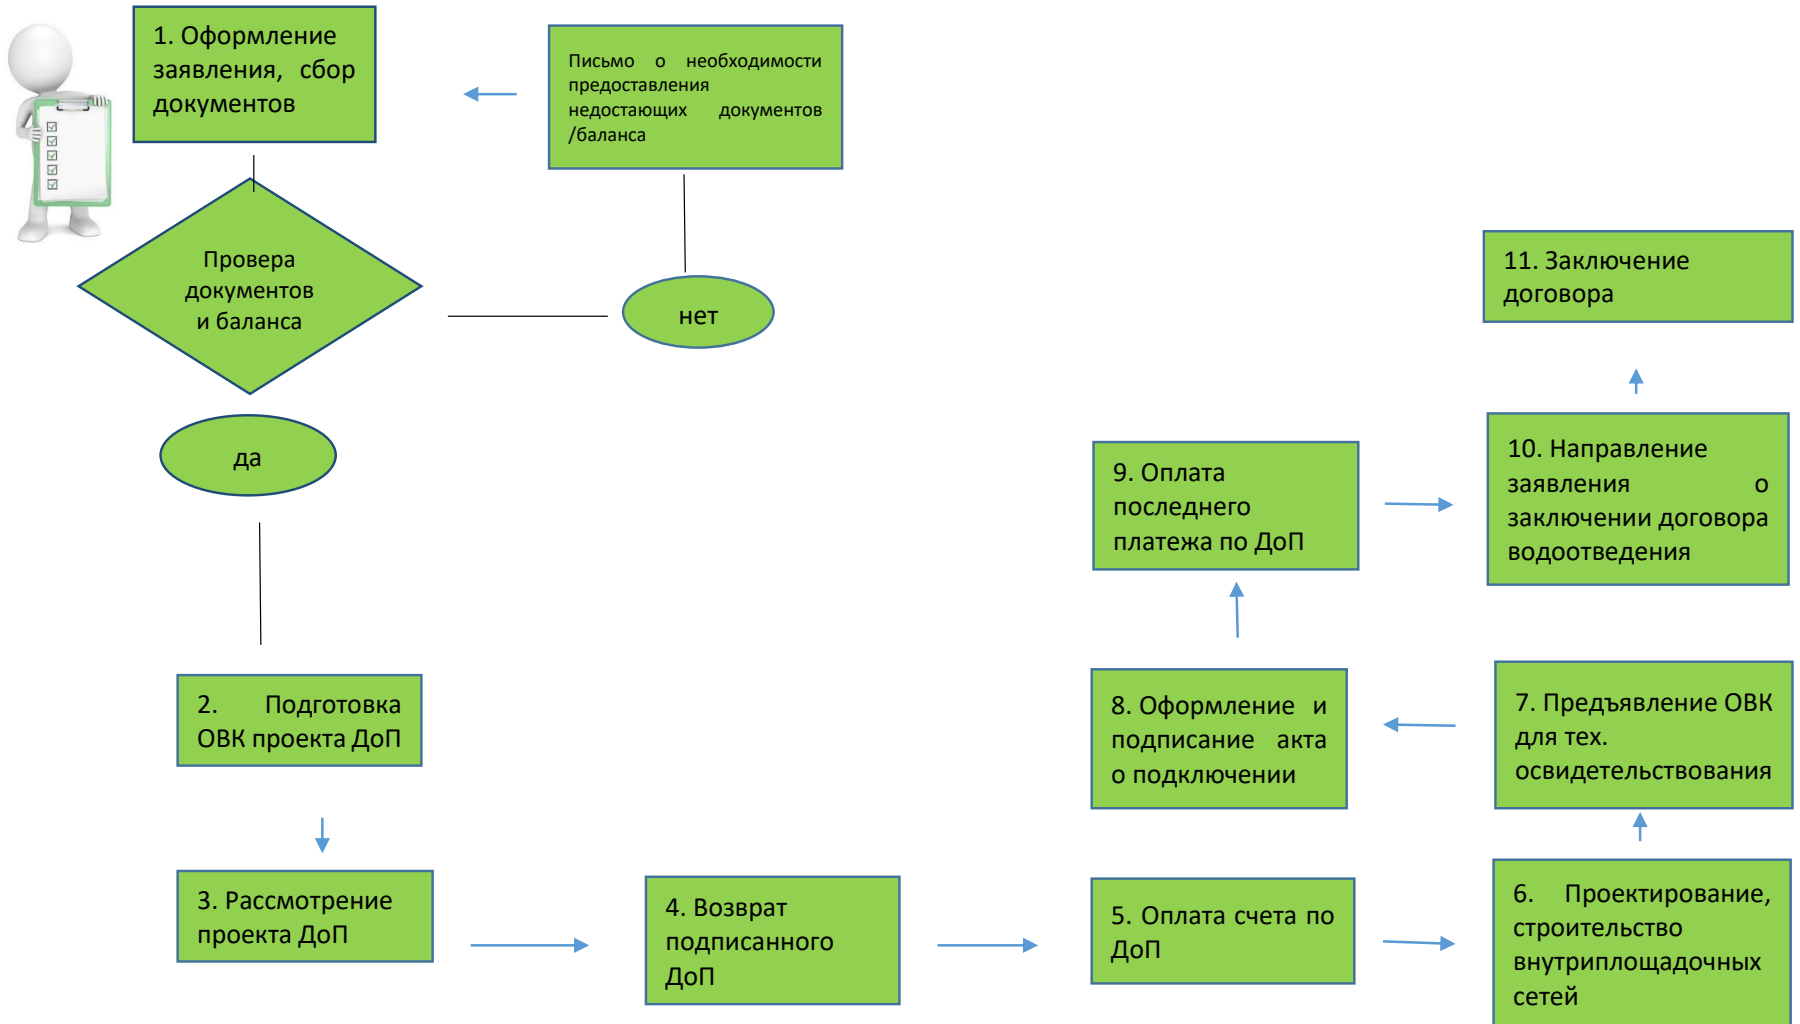 1. Оформление
заявления, сбор
документов
Письмо о необходимости
предоставления
недостающих документов
/баланса
Провера
документов
и баланса
нет
да
2. Подготовка
ОВК проекта ДоП
3. Рассмотрение
проекта ДоП
4. Возврат
подписанного
ДоП
5. Оплата счета по
ДоП
6. Проектирование,
строительство
внутриплощадочных
сетей
7. Предъявление ОВК
для тех.
освидетельствования
8. Оформление и
подписание акта
о подключении
9. Оплата
последнего
платежа по ДоП
10. Направление
заявления о
заключении договора
водоотведения
11. Заключение
договора